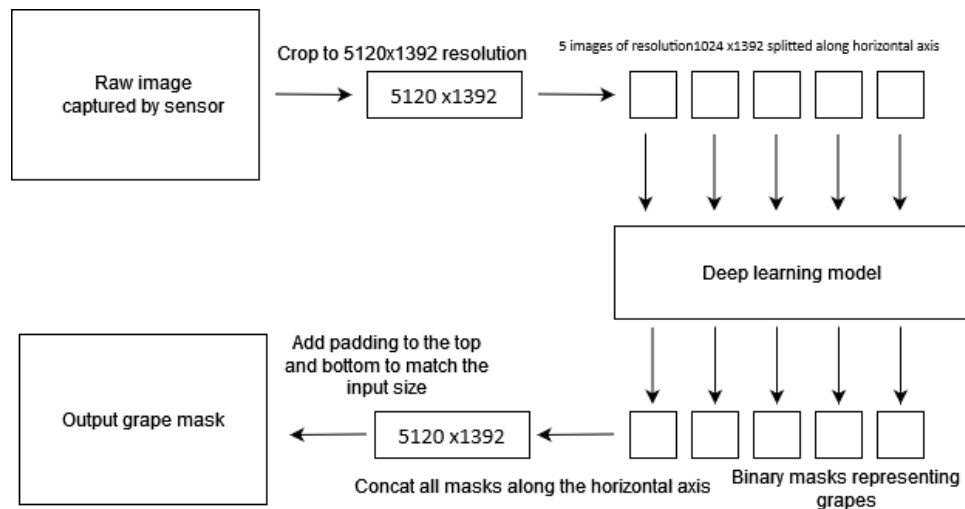 Raw image
captured by sensor
Crop to 5120x1392 resolution
5120 x1392
5 images of resolution1024 x1392 splitted along horizontal axis
Deep learning model
Binary masks representing
grapes
Concat all masks along the horizontal axis
5120 x1392
Add padding to the top
and bottom to match the
input size
Output grape mask